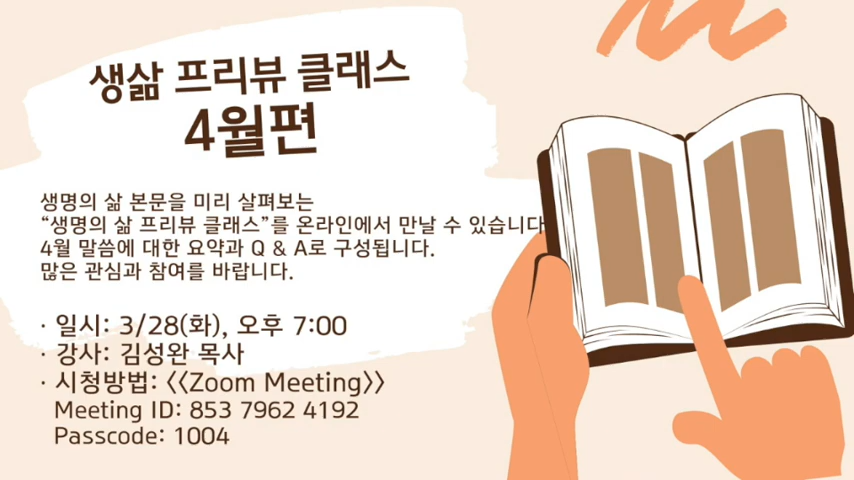 생삶 프리뷰 클래스
4월편
생명의 삶 본문을 미리 살펴보는
“생명의 삶 프리뷰 클래스”를 온라인에서 만날 수 있습니다
4월 말씀에 대한 요약과 Q & A로 구성됩니다.
많은 관심과 참여를 바랍니다.
· 일시: 3/28(화), 오후 7:00
· 강사: 김성완 목사
· 시청방법: 《Zoom Meeting》
Meeting ID: 853 7962 4192
Passcode: 1004